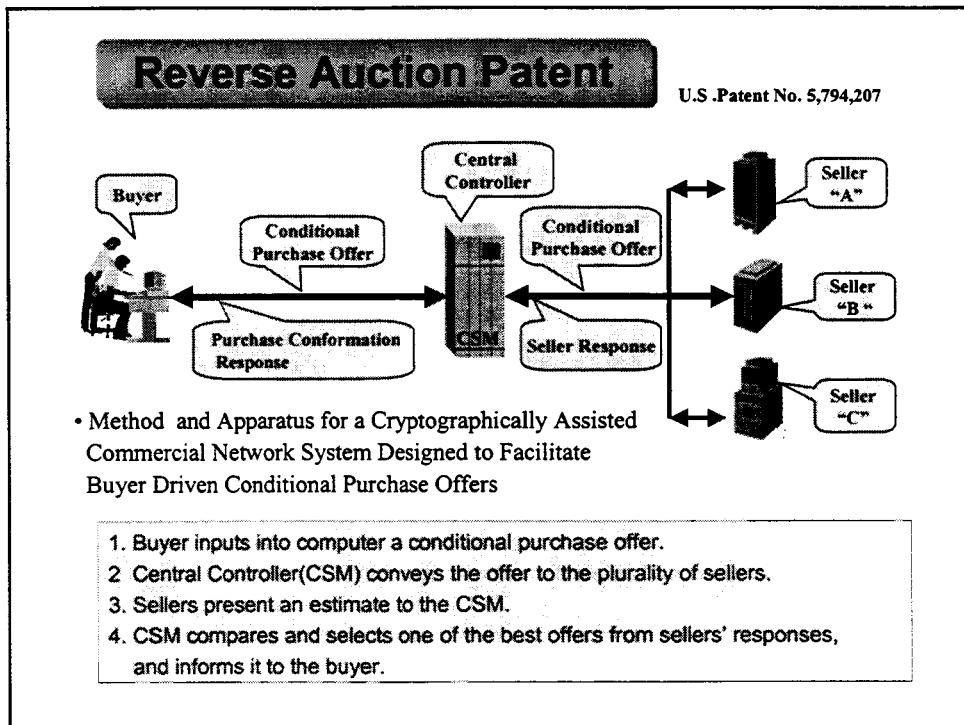 Reverse Auction Patent
U.S .Patent No. 5,794,207
Buyer
Conditional
Purchase Offer
Central
Controller
Conditional
Purchase Offer
Seller
"A"
Seller
"B "
Seller
"C"
CSM
Purchase Conformation
Response
Seller Response
• Method and Apparatus for a Cryptographically Assisted
Commercial Network System Designed to Facilitate
Buyer Driven Conditional Purchase Offers
1. Buyer inputs into computer a conditional purchase offer.
2 Central Controller(CSM) conveys the offer to the plurality of sellers.
3. Sellers present an estimate to the CSM.
4. CSM compares and selects one of the best offers from sellers' responses,
and informs it to the buyer.